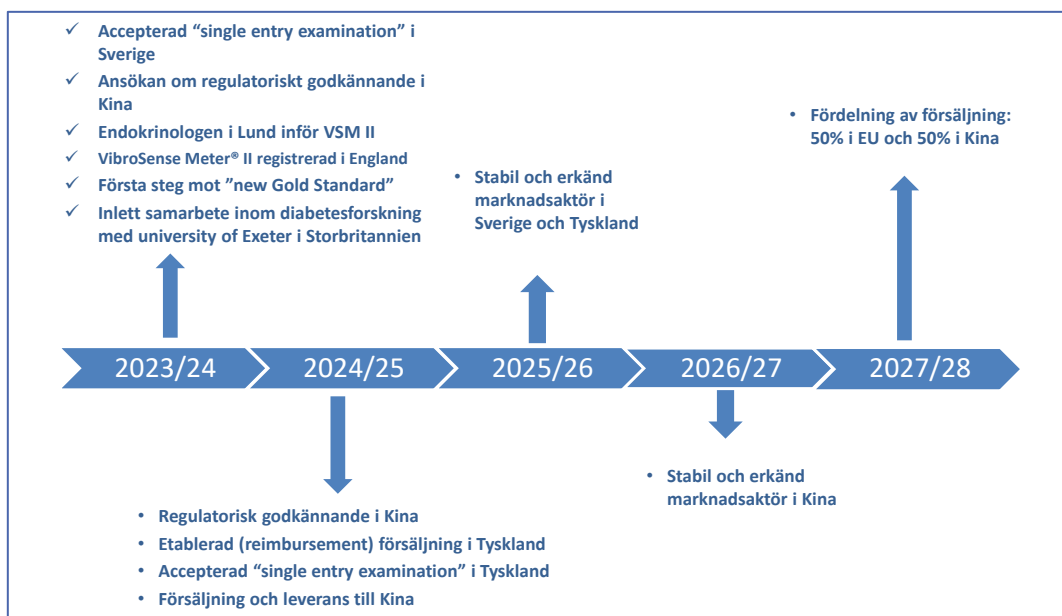 ✓ Accepterad “single entry examination” i
Sverige
✓ Ansökan om regulatoriskt godkännande i
Kina
✓ Endokrinologen i Lund inför VSM II
✓ VibroSense Meter® II registrerad i England
✓ Första steg mot ”new Gold Standard”
✓ Inlett samarbete inom diabetesforskning
med university of Exeter i Storbritannien
• Stabil och erkänd
marknadsaktör i
Sverige och Tyskland
• Fördelning av försäljning:
50% i EU och 50% i Kina
2023/24
2024/25
2025/26
2026/27
2027/28
• Regulatorisk godkännande i Kina
• Etablerad (reimbursement) försäljning i Tyskland
• Accepterad “single entry examination” i Tyskland
• Försäljning och leverans till Kina
• Stabil och erkänd
marknadsaktör i Kina